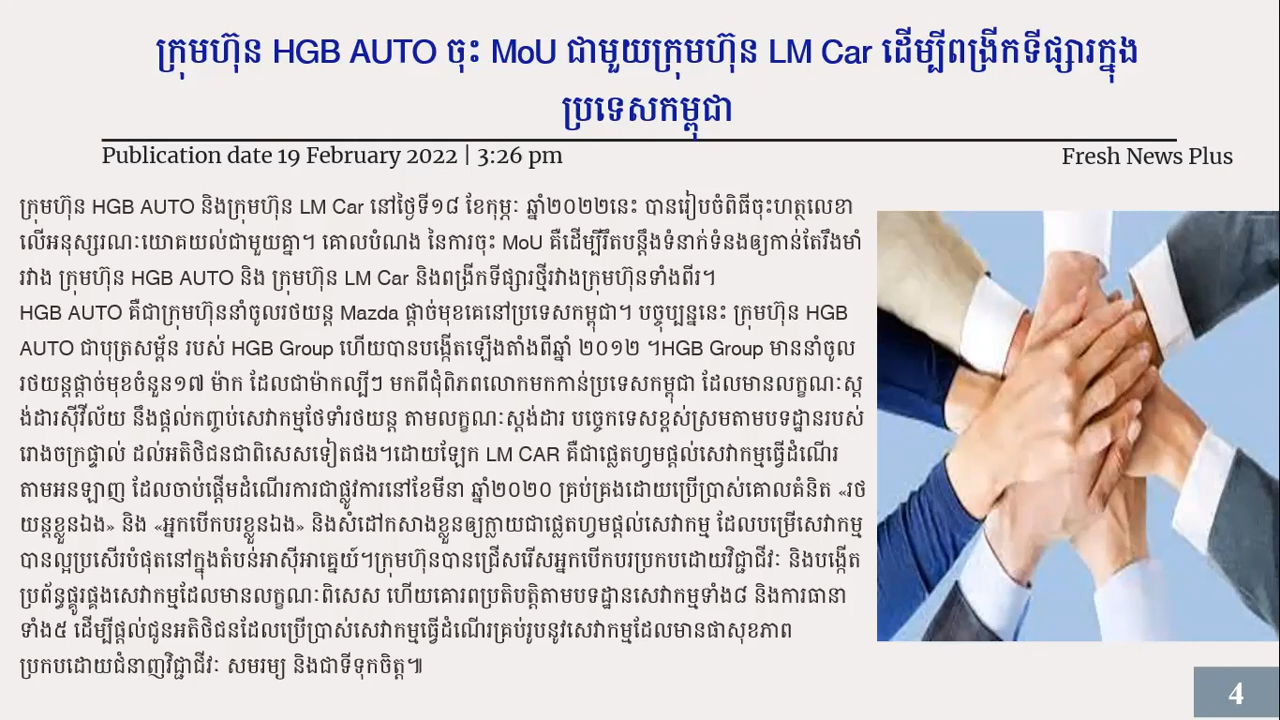 ក្រុមហ៊ុន HGB AUTO ចុះ MoU ជាមួយក្រុមហ៊ុន LM Car ដើម្បីពង្រីកទីផ្សារក្នុង
ប្រទេសកម្ពុជា
Publication date 19 February 2022 | 3:26 pm
Fresh News Plus
ក្រុមហ៊ុន HGB AUTO និងក្រុមហ៊ុន LM Car នៅថ្ងៃទី១៨ ខែកុម្ភៈ ឆ្នាំ២០២២នេះ បានរៀបចំពិធីចុះហត្ថលេខា
លើអនុស្សរណៈយោគយល់ជាមួយគ្នា។ គោលបំណង នៃការចុះ MoU គឺដើម្បីរឹតបន្តឹងទំនាក់ទំនងឲ្យកាន់តែរឹងមាំ
រវាង ក្រុមហ៊ុន HGB AUTO និង ក្រុមហ៊ុន LM Car និងពង្រីកទីផ្សារថ្មីរវាងក្រុមហ៊ុនទាំងពីរ។
HGB AUTO គឺជាក្រុមហ៊ុននាំចូលរថយន្ត Mazda ផ្តាច់មុខគេនៅប្រទេសកម្ពុជា។ បច្ចុប្បន្ននេះ ក្រុមហ៊ុន HGB
AUTO ជាបុត្រសម្ព័ន របស់ HGB Group ហើយបានបង្កើតឡើងតាំងពីឆ្នាំ ២០១២ ។HGB Group មាននាំចូល
រថយន្តផ្តាច់មុខចំនួន១៧ ម៉ាក ដែលជាម៉ាកល្បីៗ មកពីជុំពិភពលោកមកកាន់ប្រទេសកម្ពុជា ដែលមានលក្ខណៈស្ត
ង់ដារស៊ីវីល័យ នឹងផ្តល់កញ្ចប់សេវាកម្មថែទាំរថយន្ត តាមលក្ខណៈស្តង់ដារ បច្ចេកទេសខ្ពស់ស្រមតាមបទដ្ឋានរបស់
រោងចក្រផ្ទាល់ ដល់អតិថិជនជាពិសេសទៀតផង។ដោយឡែក LM CAR គឺជាផ្លេតហ្វមផ្តល់សេវាកម្មធ្វើដំណើរ
តាមអនឡាញ ដែលចាប់ផ្តើមដំណើរការជាផ្លូវការនៅខែមីនា ឆ្នាំ២០២០ គ្រប់គ្រងដោយប្រើប្រាស់គោលគំនិត «រថ
យន្តខ្លួនឯង» និង «អ្នកបើកបរខ្លួនឯង» និងសំដៅកសាងខ្លួនឲ្យក្លាយជាផ្លេតហ្វមផ្តល់សេវាកម្ម ដែលបម្រើសេវាកម្ម
បានល្អប្រសើរបំផុតនៅក្នុងតំបន់អាស៊ីអាគ្នេយ៍។ក្រុមហ៊ុនបានជ្រើសរើសអ្នកបើកបរប្រកបដោយវិជ្ជាជីវៈ និងបង្កើត
ប្រព័ន្ធផ្គូរផ្គងសេវាកម្មដែលមានលក្ខណៈពិសេស ហើយគោរពប្រតិបត្តិតាមបទដ្ឋានសេវាកម្មទាំង៨ និងការធានា
ទាំង៥ ដើម្បីផ្តល់ជូនអតិថិជនដែលប្រើប្រាស់សេវាកម្មធ្វើដំណើរគ្រប់រូបនូវសេវាកម្មដែលមានផាសុខភាព
ប្រកបដោយជំនាញវិជ្ជាជីវៈ សមរម្យ និងជាទីទុកចិត្ត៕
4